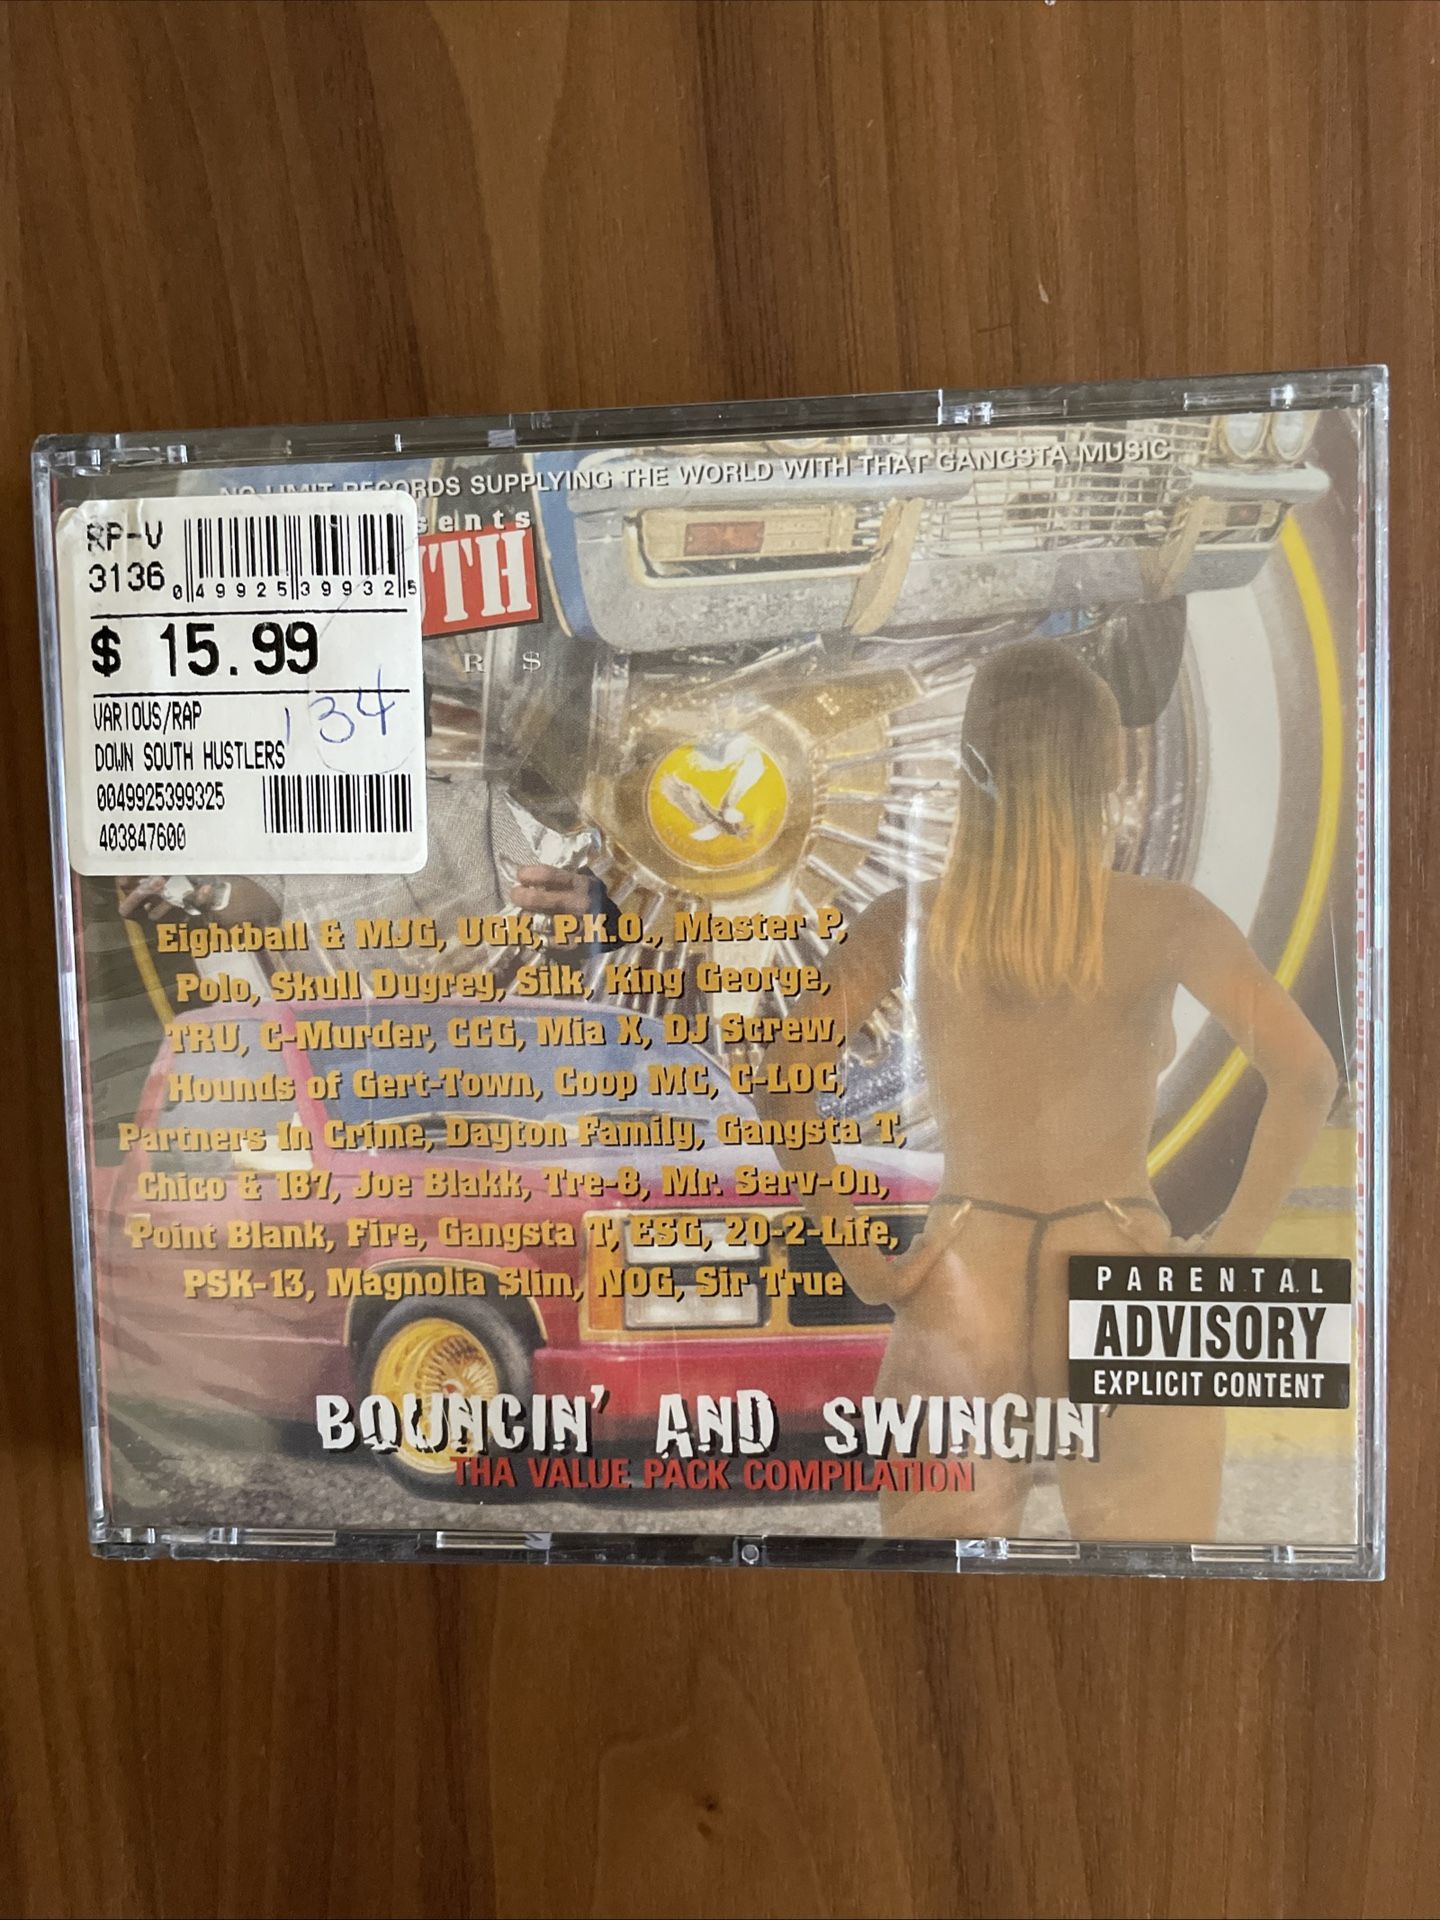 NO LIMIT RECORDS SUPPLYING THE WORLD WITH THAT GANGSTA MUSIC
sents
UTH
R $
RP-V
3136
0 49925 39932 5
$ 15.99
134
VARIOUS/RAP
DOWN SOUTH HUSTLERS
0049925399325
403847600
Eightball & MJG, UGK, P.K.O., Master P,
Polo, Skull Dugrey, Silk, King George,
TRU, C-Murder, CCG, Mia X, DJ Screw,
Hounds of Gert-Town, Coop MC, C-LOC,
Partners In Crime, Dayton Family, Gangsta T,
Chico & 187, Joe Blakk, Tre-8, Mr. Serv-On,
Point Blank, Fire, Gangsta T, ESG, 20-2-Life,
PSK-13, Magnolia Slim, NOG, Sir True
PARENTAL
ADVISORY
EXPLICIT CONTENT
BOUNCIN' AND SWINGIN'
THA VALUE PACK COMPILATION